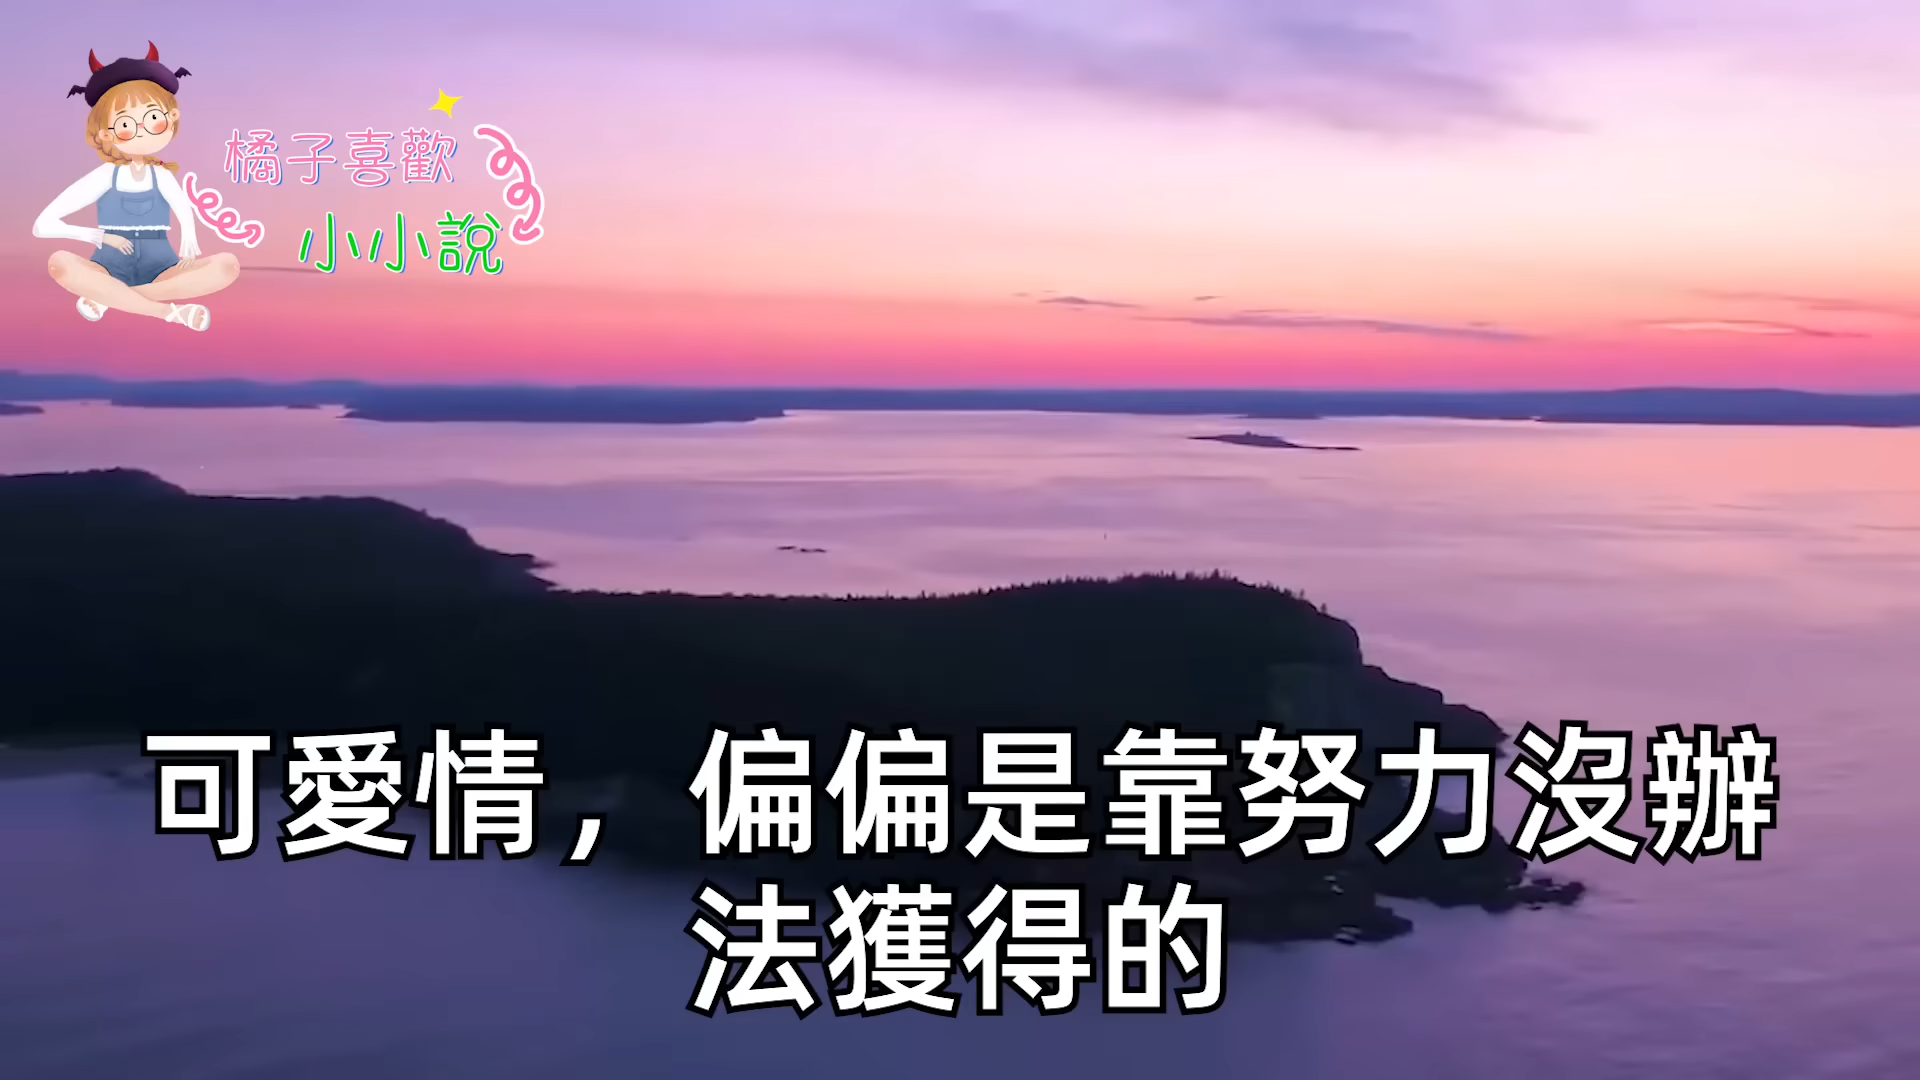 橘子喜歡
小小說
可愛情，偏偏是靠努力沒辦
法獲得的